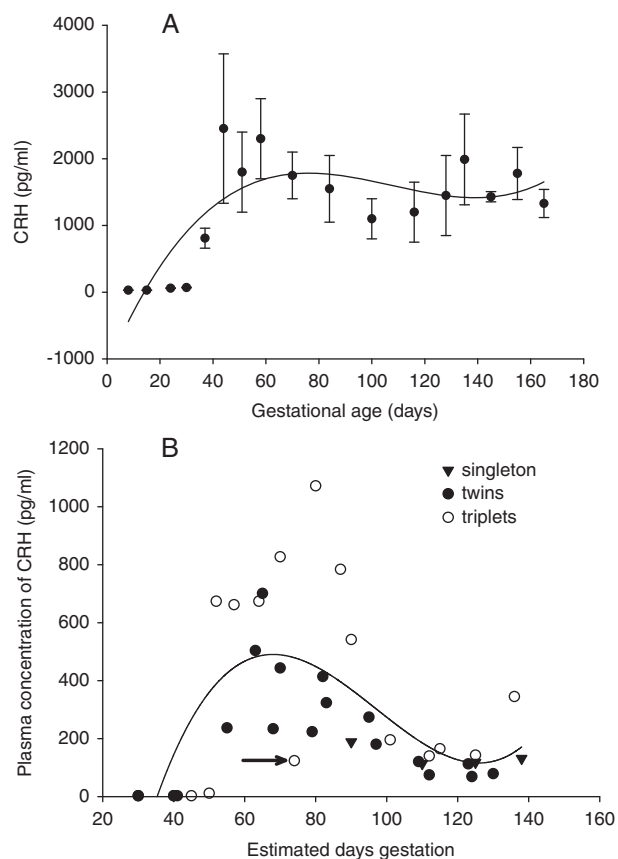 A
4000
3000
2000
1000
0
-1000
CRH (pg/ml)
0 20 40 60 80 100 120 140 160 180
Gestational age (days)
B
1200
1000
800
600
400
200
0
Plasma concentration of CRH (pg/ml)
singleton
twins
triplets
20 40 60 80 100 120 140 160
Estimated days gestation